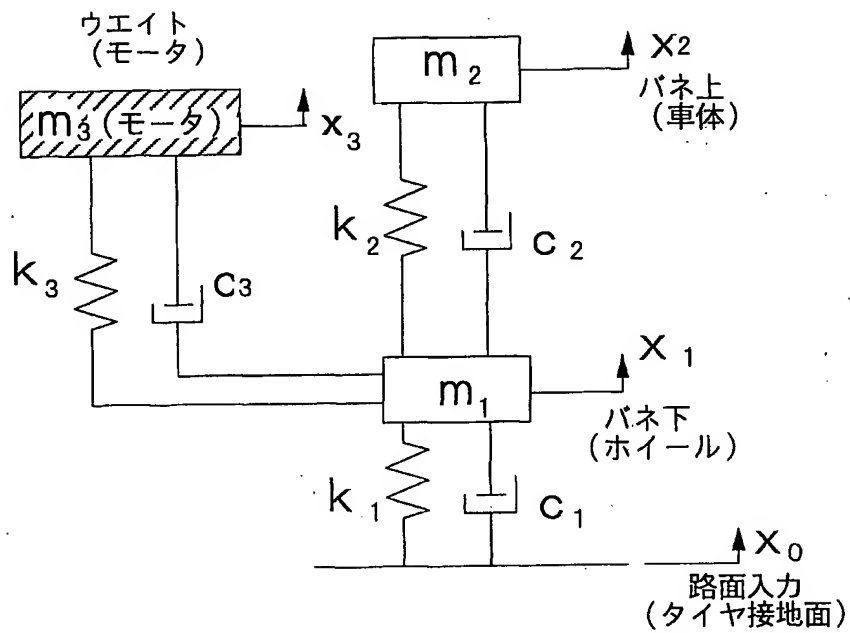 ウエイト
(モータ)
m₃(モータ)
x₃
m₂
x₂
バネ上
(車体)
k₃
c₃
k₂
c₂
m₁
x₁
バネ下
(ホイール)
k₁
c₁
x₀
路面入力
(タイヤ接地面)